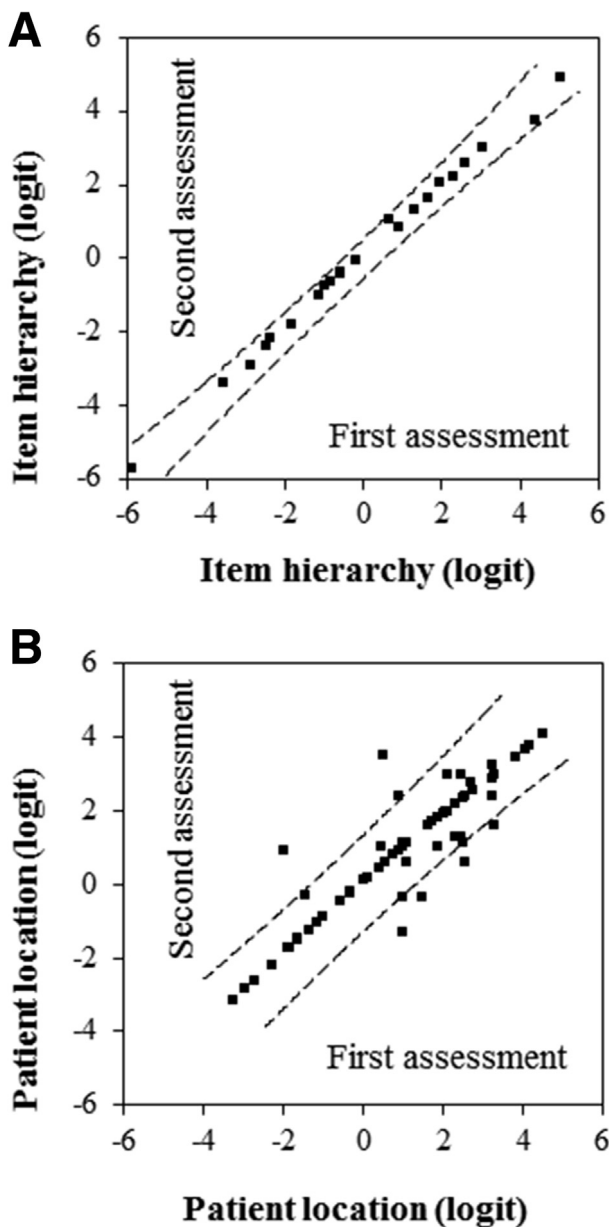 A
Item hierarchy (logit)
6
4
2
0
-2
-4
-6
Second assessment
First assessment
-6 -4 -2 0 2 4 6
Item hierarchy (logit)
B
Patient location (logit)
6
4
2
0
-2
-4
-6
Second assessment
First assessment
-6 -4 -2 0 2 4 6
Patient location (logit)